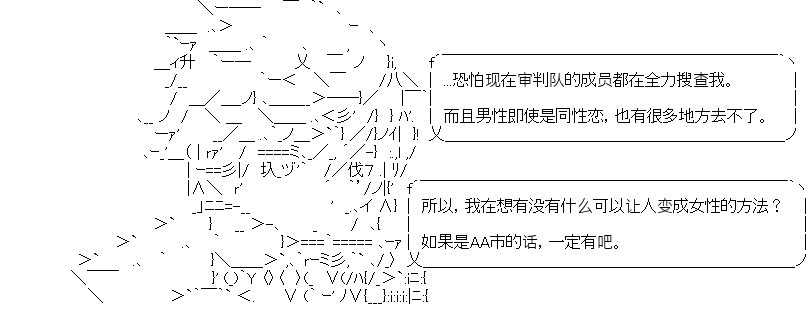 …恐怕现在审判队的成员都在全力搜查我。
而且男性即使是同性恋，也有很多地方去不了。
所以，我在想有没有什么可以让人变成女性的方法？
如果是AA市的话，一定有吧。